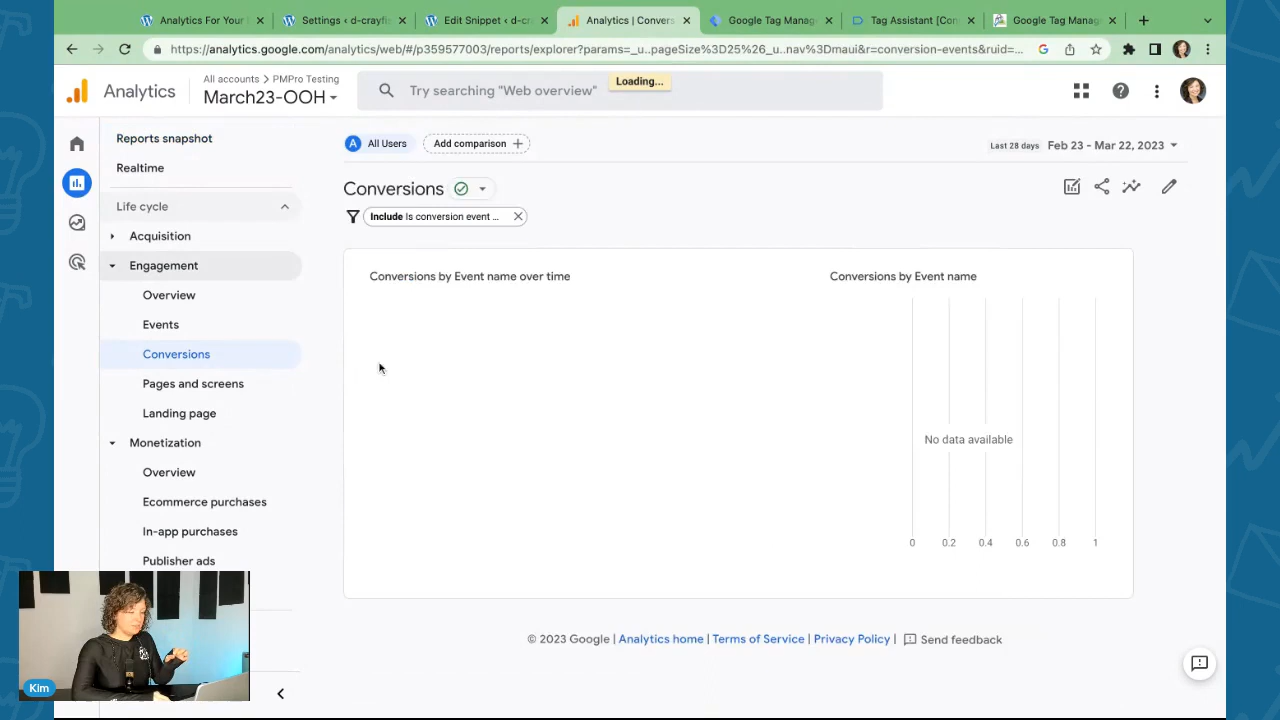 Analytics For Your
Settings ‹ d-crayfi
Edit Snippet ‹ d-cr
Analytics | Convers
Google Tag Manag
Tag Assistant [Con
Google Tag Manag
https://analytics.google.com/analytics/web/#/p359577003/reports/explorer?params=_u..pageSize%3D25%26_u..nav%3Dmaui&r=conversion-events&ruid=...
Analytics
All accounts > PMPro Testing
March23-OOH
Try searching "Web overview"
Loading...
Reports snapshot
Realtime
Life cycle
Acquisition
Engagement
Overview
Events
Conversions
Pages and screens
Landing page
Monetization
Overview
Ecommerce purchases
In-app purchases
Publisher ads
A All Users
Add comparison +
Last 28 days Feb 23 - Mar 22, 2023
Conversions
Include Is conversion event ...
Conversions by Event name over time
Conversions by Event name
No data available
0 0.2 0.4 0.6 0.8 1
© 2023 Google | Analytics home | Terms of Service | Privacy Policy | Send feedback
Kim